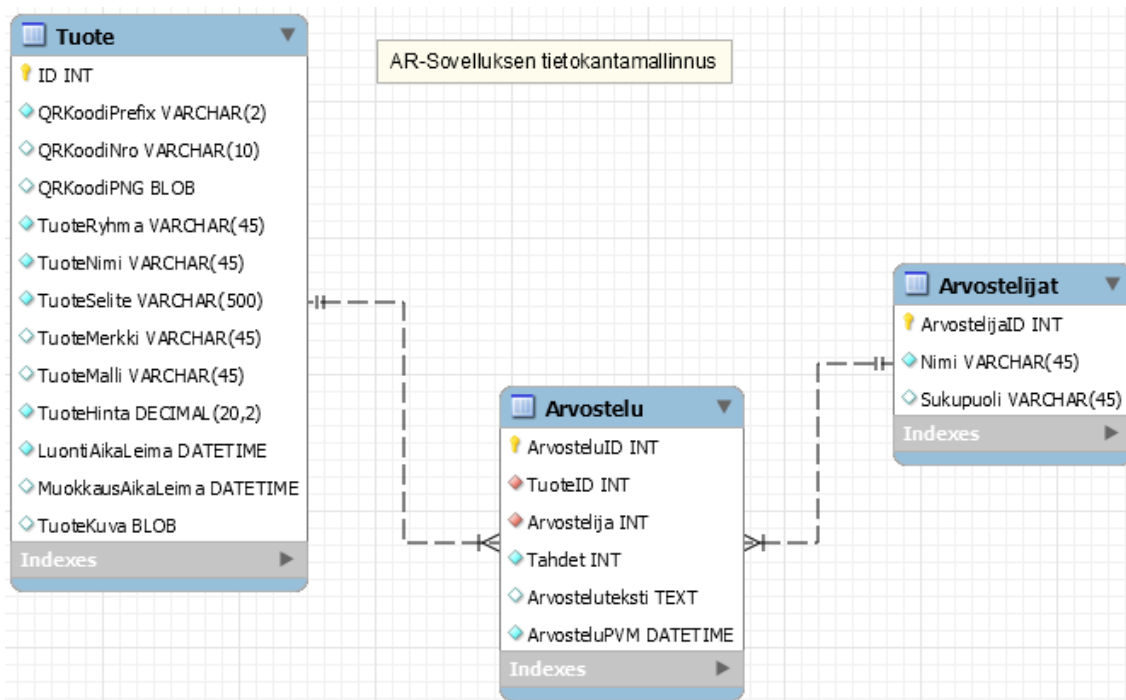 Tuote
ID INT
QRKoodiPrefix VARCHAR(2)
QRKoodiNro VARCHAR(10)
QRKoodiPNG BLOB
TuoteRyhma VARCHAR(45)
TuoteNimi VARCHAR(45)
TuoteSelite VARCHAR(500)
TuoteMerkki VARCHAR(45)
TuoteMalli VARCHAR(45)
TuoteHinta DECIMAL(20,2)
LuontiAikaLeima DATETIME
MuokkausAikaLeima DATETIME
TuoteKuva BLOB
Indexes
AR-Sovelluksen tietokantamallinnus
Arvostelu
ArvosteluID INT
TuoteID INT
Arvostelija INT
Tahdet INT
Arvosteluteksti TEXT
ArvosteluPVM DATETIME
Indexes
Arvostelijat
ArvostelijaID INT
Nimi VARCHAR(45)
Sukupuoli VARCHAR(45)
Indexes